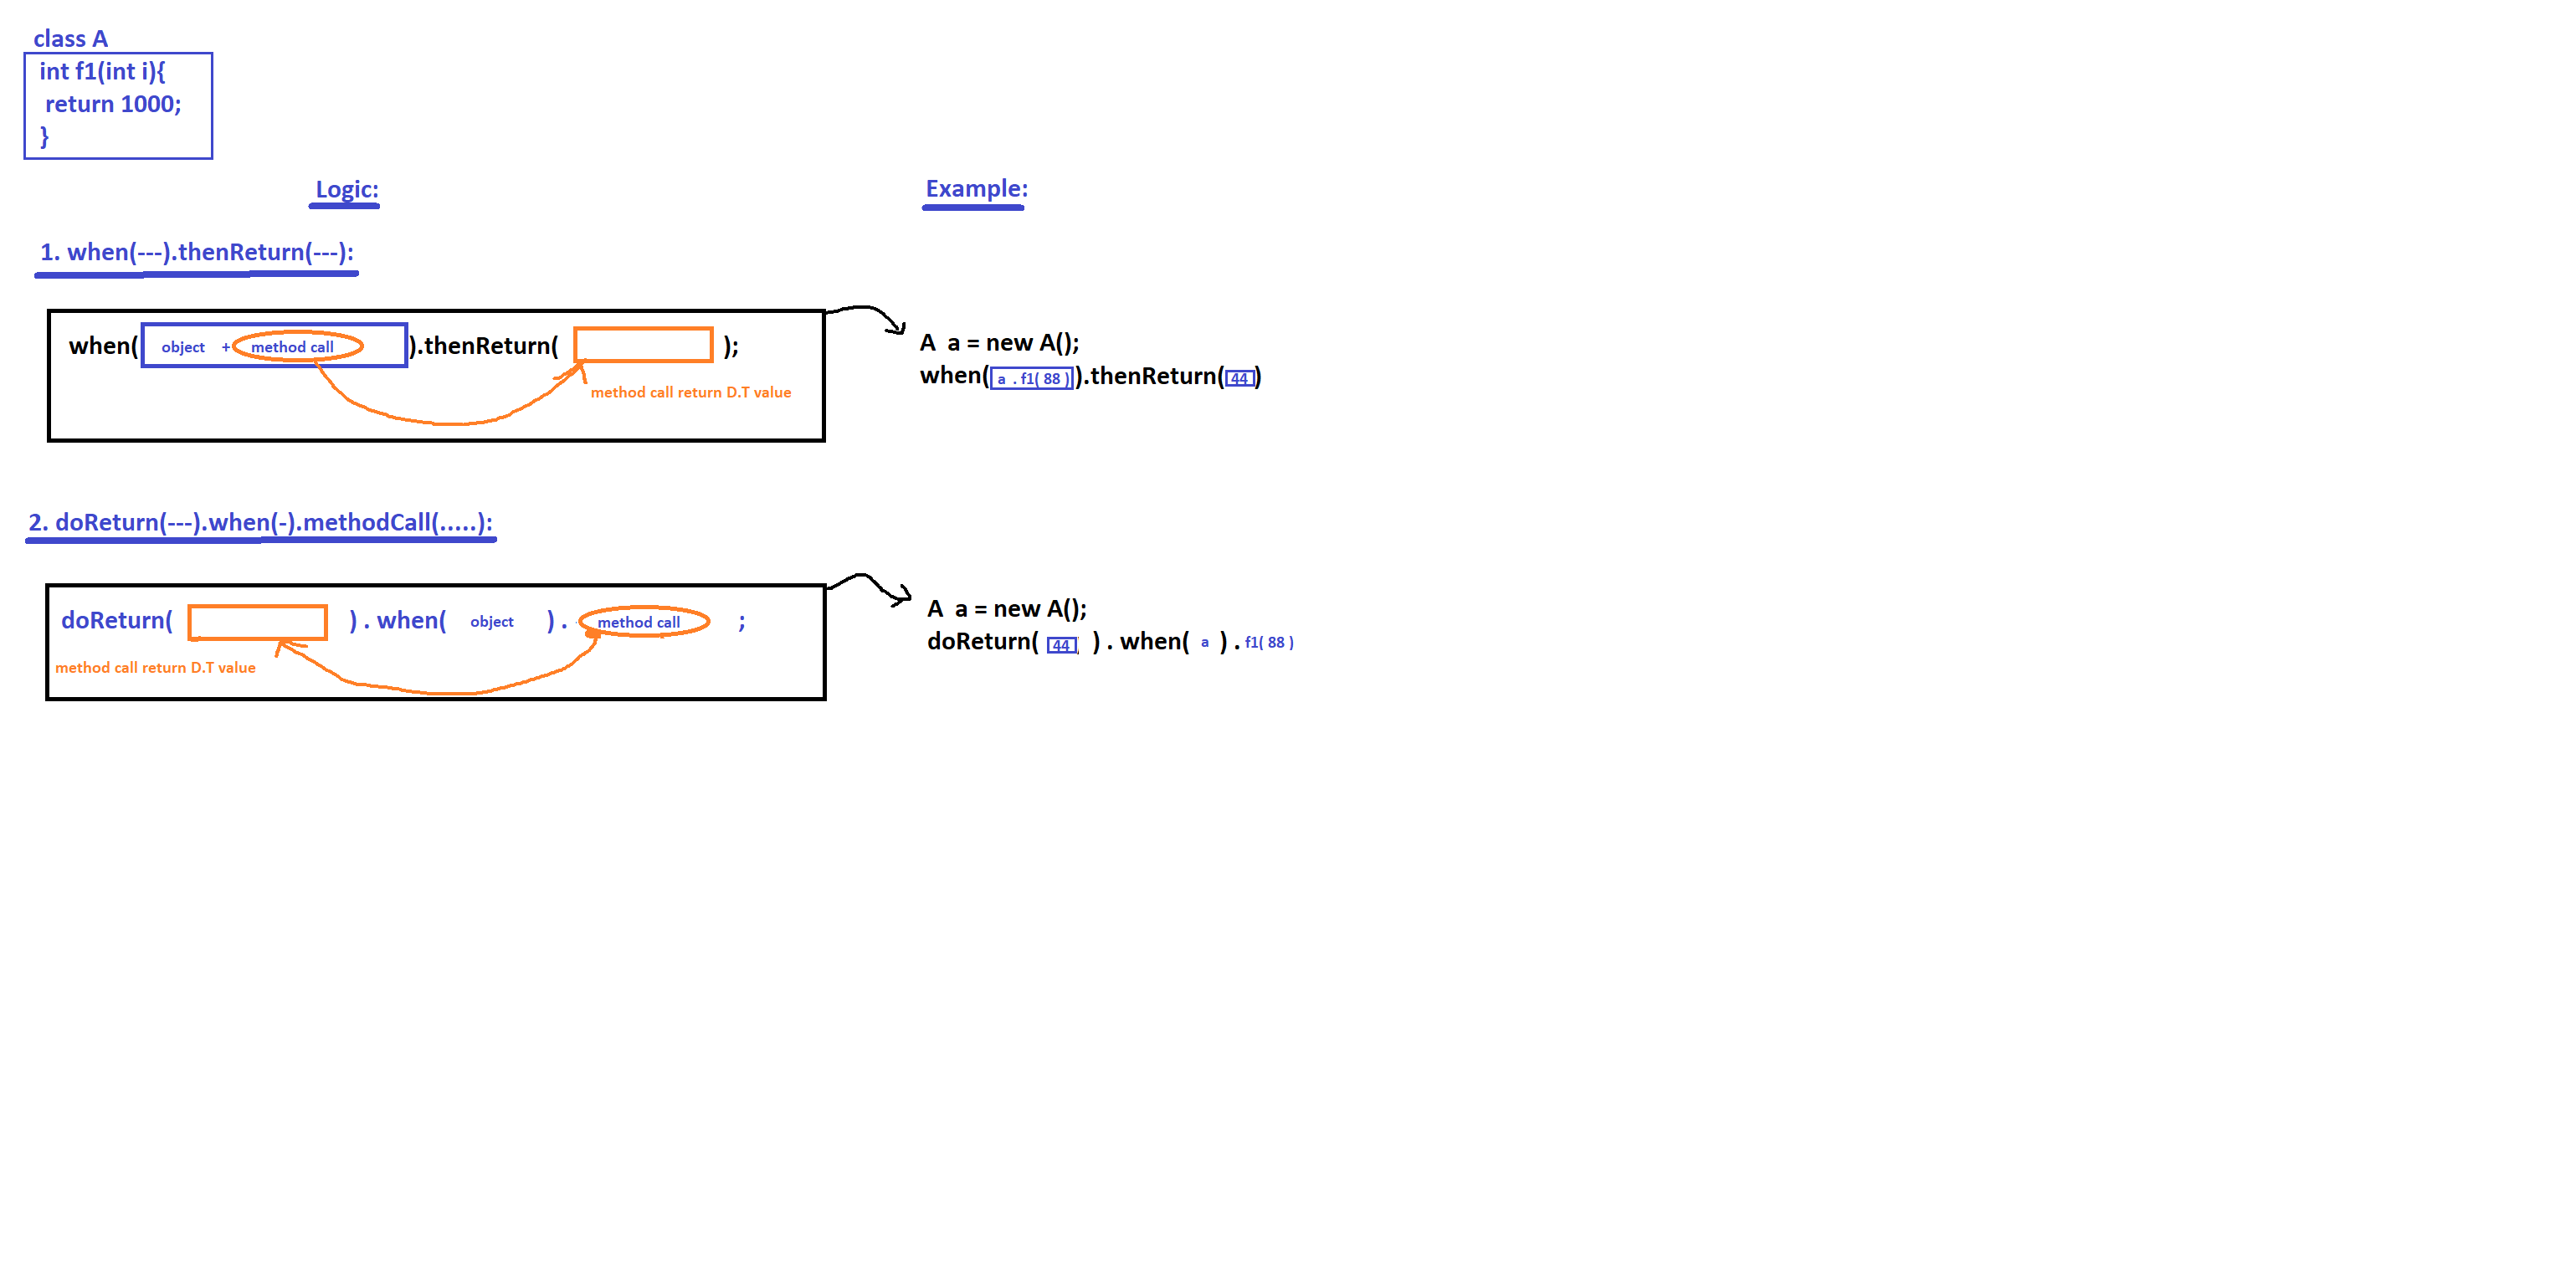 class A
int f1(int i){
return 1000;
}
Logic:
Example:
1. when(---).thenReturn(---):
when( object + method call ).thenReturn( );
method call return D.T value
A a = new A();
when( a . f1( 88 ) ).thenReturn( 44 )
2. doReturn(---).when(-).methodCall(.....):
doReturn( ) . when( object ) . method call ;
method call return D.T value
A a = new A();
doReturn( 44 ) . when( a ) . f1( 88 )